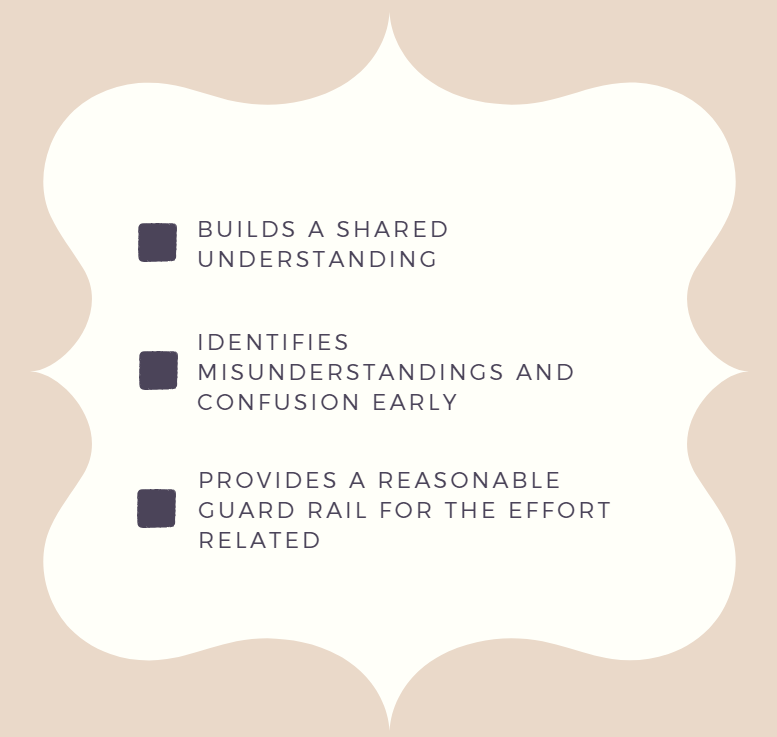 BUILDS A SHARED
UNDERSTANDING
IDENTIFIES
MISUNDERSTANDINGS AND
CONFUSION EARLY
PROVIDES A REASONABLE
GUARD RAIL FOR THE EFFORT
RELATED